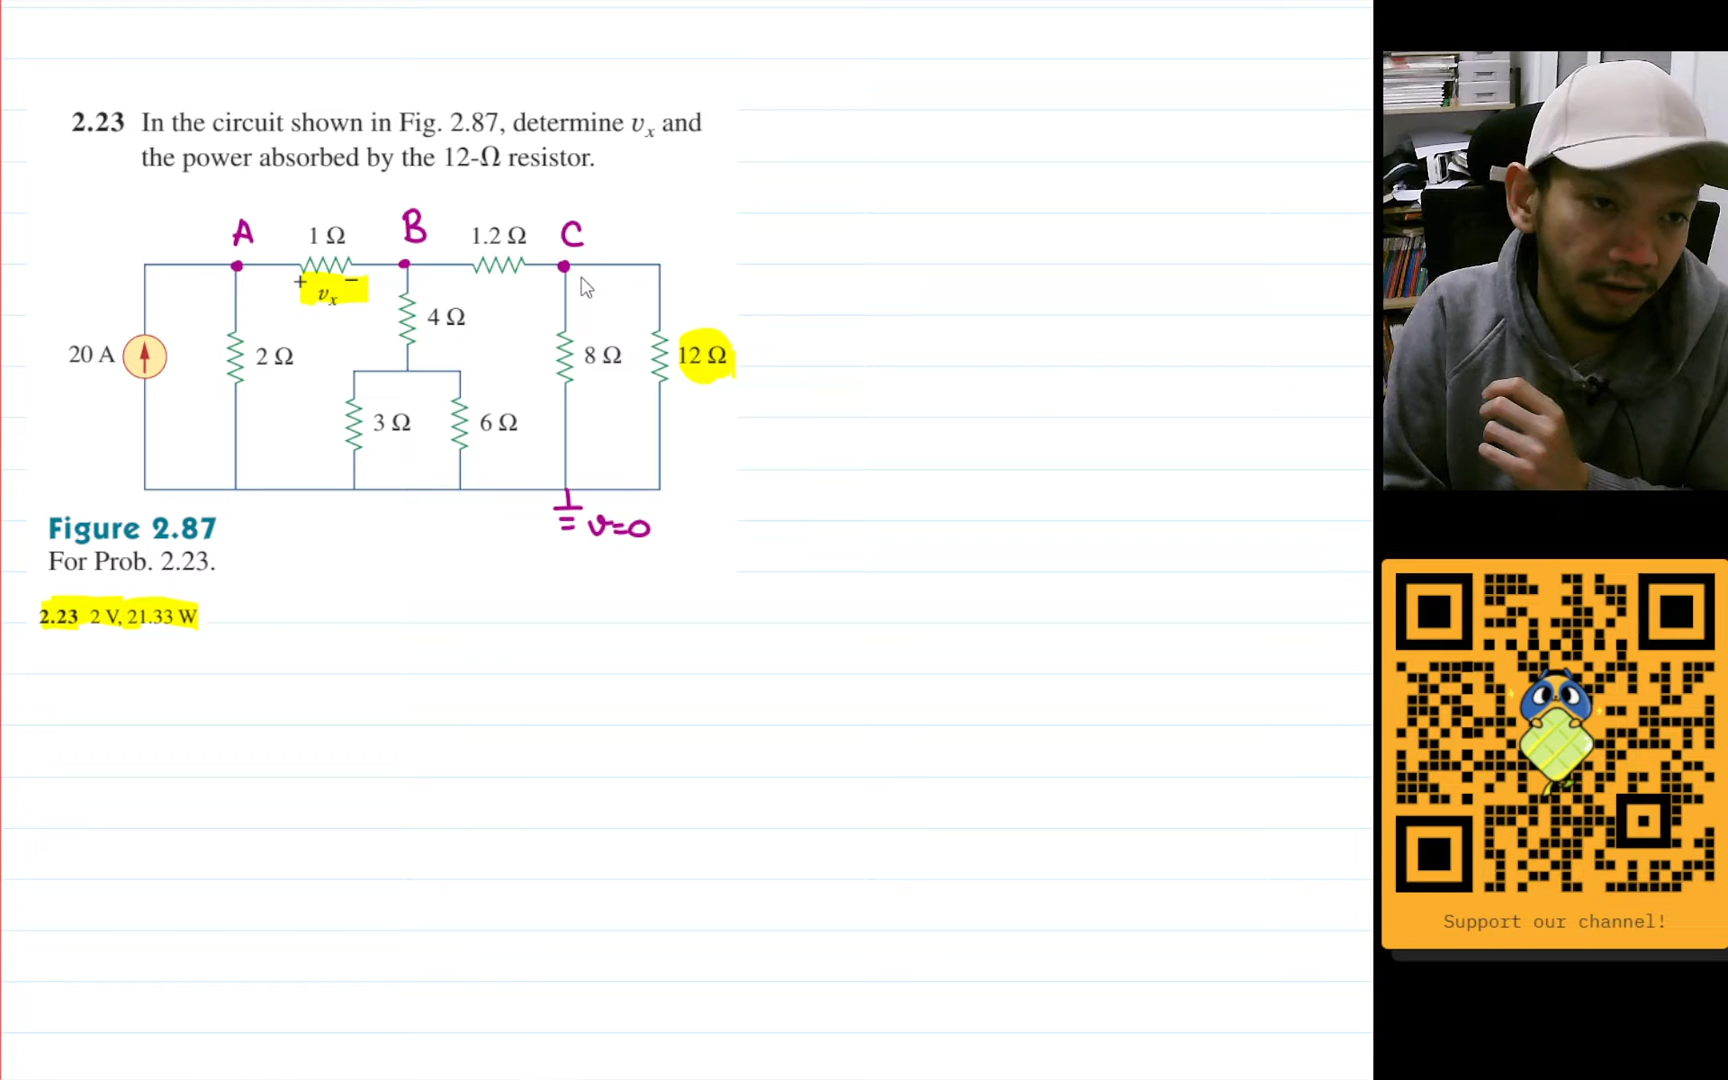 2.23 In the circuit shown in Fig. 2.87, determine vₓ and
the power absorbed by the 12-Ω resistor.
A
1 Ω
B
1.2 Ω
C
+ vₓ −
4 Ω
20 A
2 Ω
8 Ω
12 Ω
3 Ω
6 Ω
v=0
Figure 2.87
For Prob. 2.23.
2.23 2 V, 21.33 W
Support our channel!